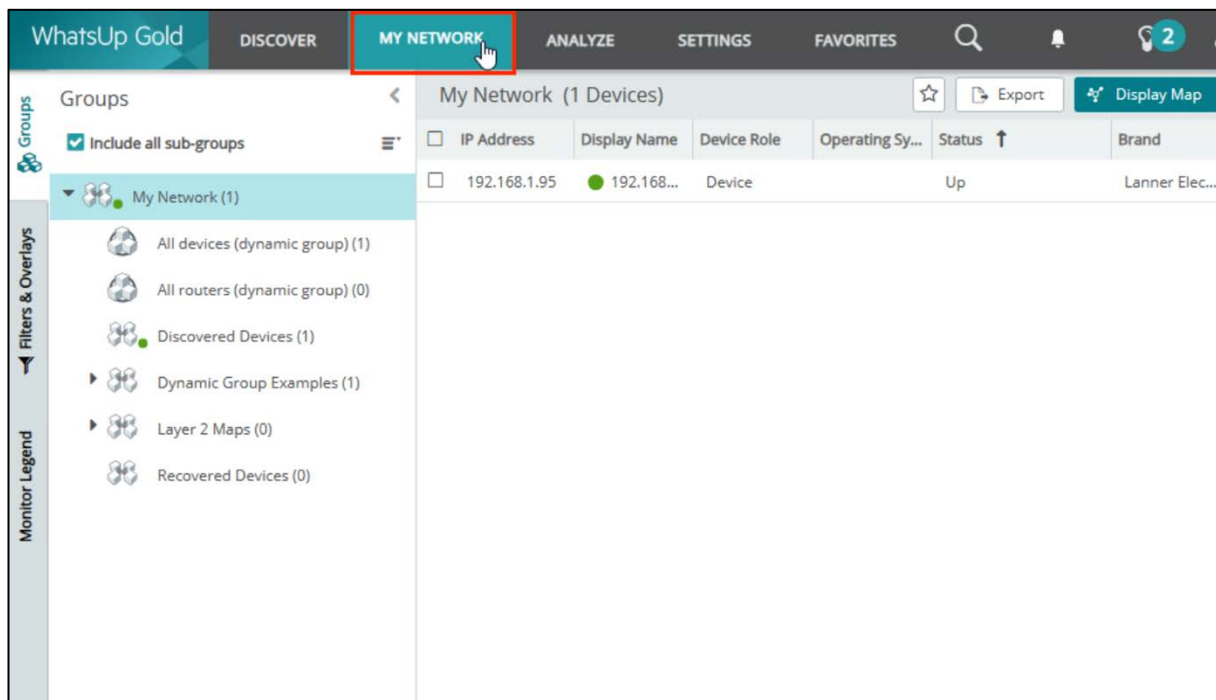 WhatsUp Gold DISCOVER MY NETWORK ANALYZE SETTINGS FAVORITES 2
Groups
Filters & Overlays
Monitor Legend
Groups
Include all sub-groups
My Network (1)
All devices (dynamic group) (1)
All routers (dynamic group) (0)
Discovered Devices (1)
Dynamic Group Examples (1)
Layer 2 Maps (0)
Recovered Devices (0)
My Network (1 Devices) Export Display Map
IP Address Display Name Device Role Operating Sy... Status Brand
192.168.1.95 192.168... Device Up Lanner Elec...